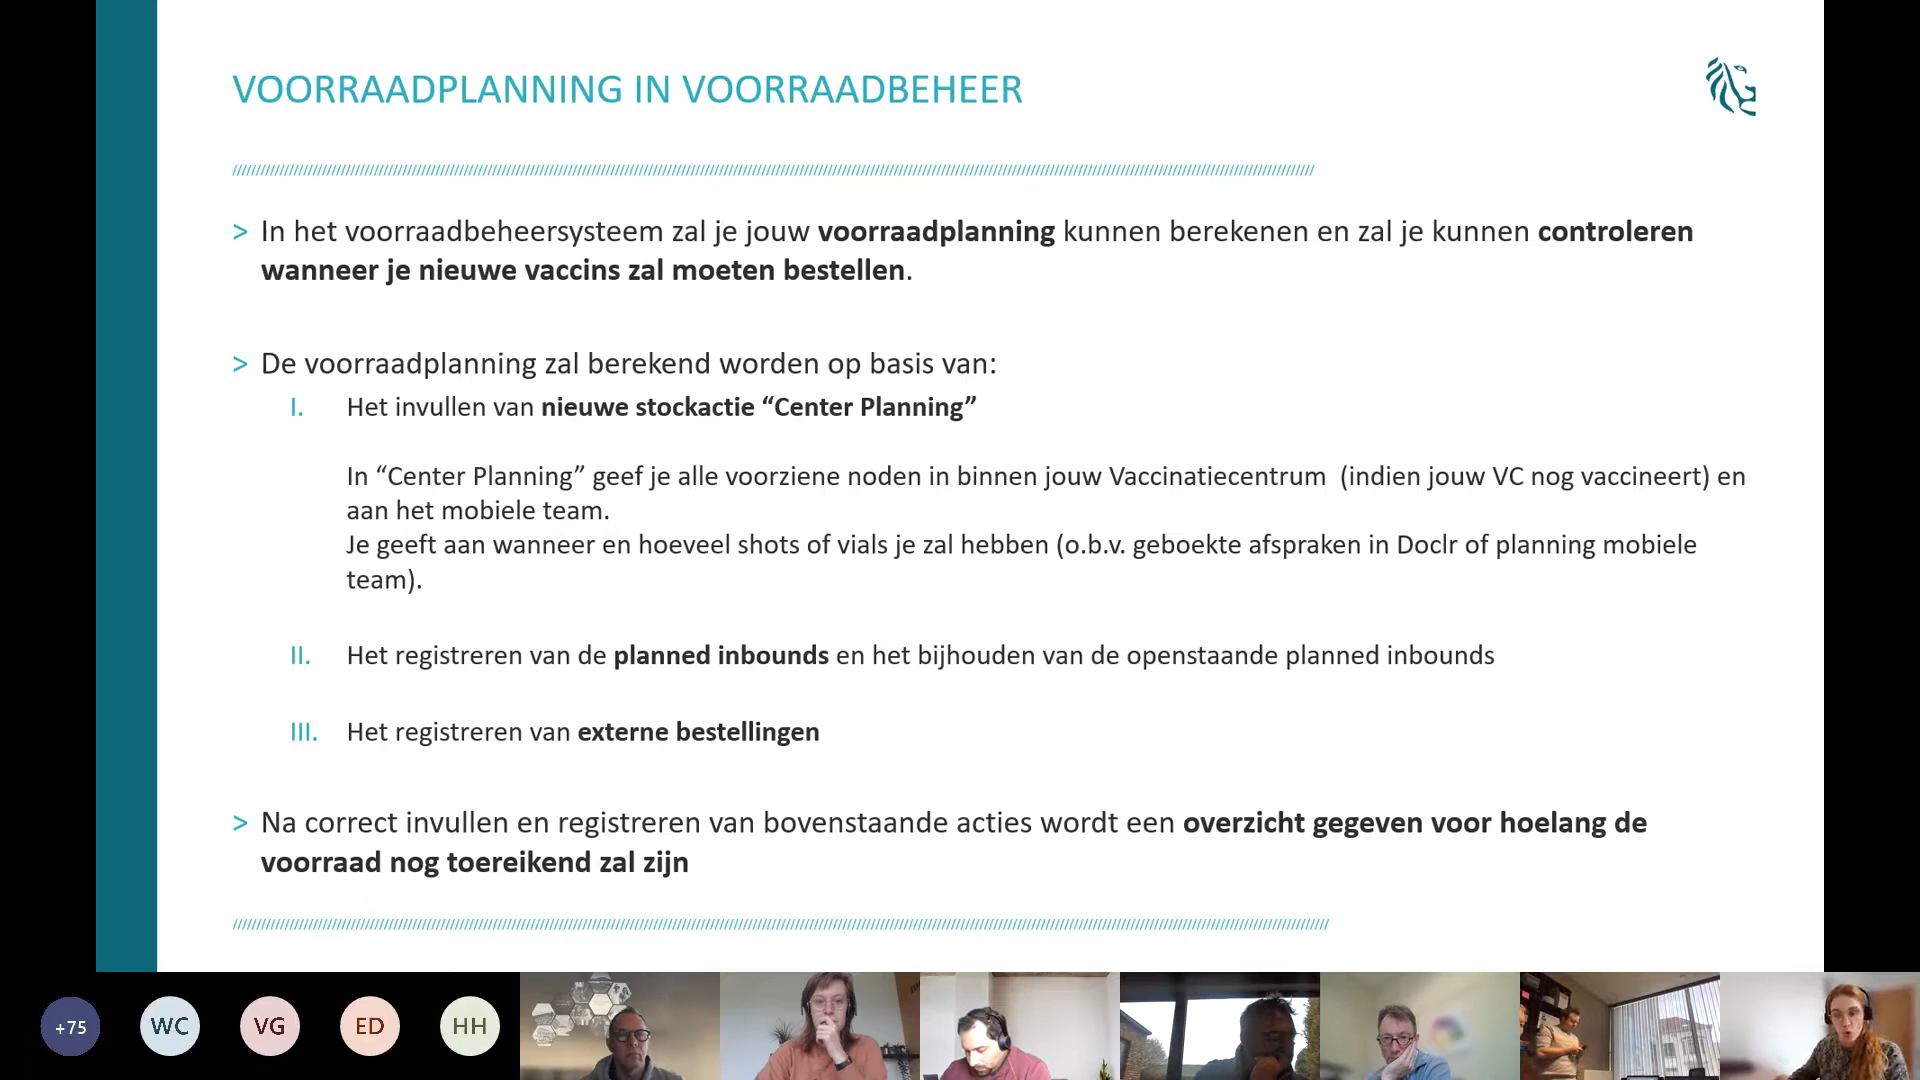 VOORRAADPLANNING IN VOORRAADBEHEER
> In het voorraadbeheersysteem zal je jouw voorraadplanning kunnen berekenen en zal je kunnen controleren
wanneer je nieuwe vaccins zal moeten bestellen.
> De voorraadplanning zal berekend worden op basis van:
I. Het invullen van nieuwe stockactie “Center Planning”
In “Center Planning” geef je alle voorziene noden in binnen jouw Vaccinatiecentrum (indien jouw VC nog vaccineert) en
aan het mobiele team.
Je geeft aan wanneer en hoeveel shots of vials je zal hebben (o.b.v. geboekte afspraken in Doclr of planning mobiele
team).
II. Het registreren van de planned inbounds en het bijhouden van de openstaande planned inbounds
III. Het registreren van externe bestellingen
> Na correct invullen en registreren van bovenstaande acties wordt een overzicht gegeven voor hoelang de
voorraad nog toereikend zal zijn
+75 WC VG ED HH